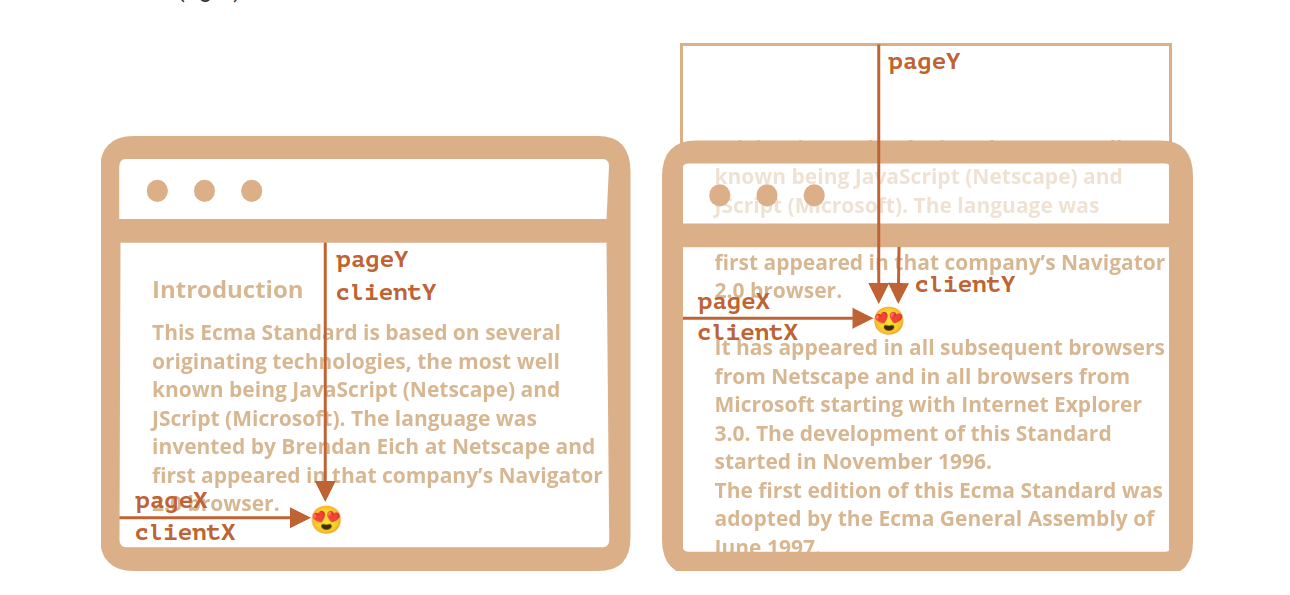 pageY
clientY
Introduction
This Ecma Standard is based on several
originating technologies, the most well
known being JavaScript (Netscape) and
JScript (Microsoft). The language was
invented by Brendan Eich at Netscape and
first appeared in that company’s Navigator
2.0 browser.
pageX
clientX
pageY
known being JavaScript (Netscape) and
JScript (Microsoft). The language was
first appeared in that company’s Navigator
2.0 browser.
clientY
pageX
clientX
It has appeared in all subsequent browsers
from Netscape and in all browsers from
Microsoft starting with Internet Explorer
3.0. The development of this Standard
started in November 1996.
The first edition of this Ecma Standard was
adopted by the Ecma General Assembly of
June 1997.